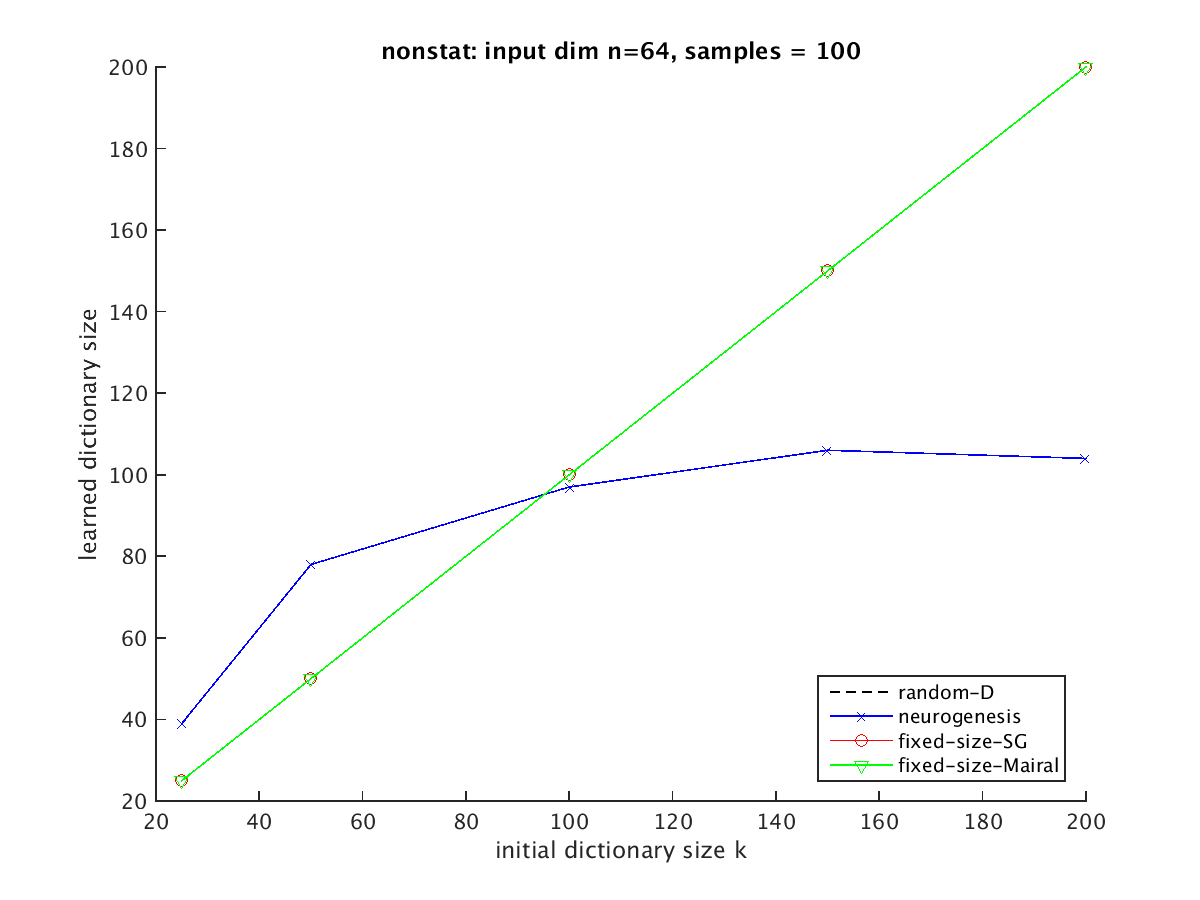 nonstat: input dim n=64, samples = 100
200
180
160
140
120
100
80
60
40
20
learned dictionary size
20 40 60 80 100 120 140 160 180 200
initial dictionary size k
random-D
neurogenesis
fixed-size-SG
fixed-size-Mairal